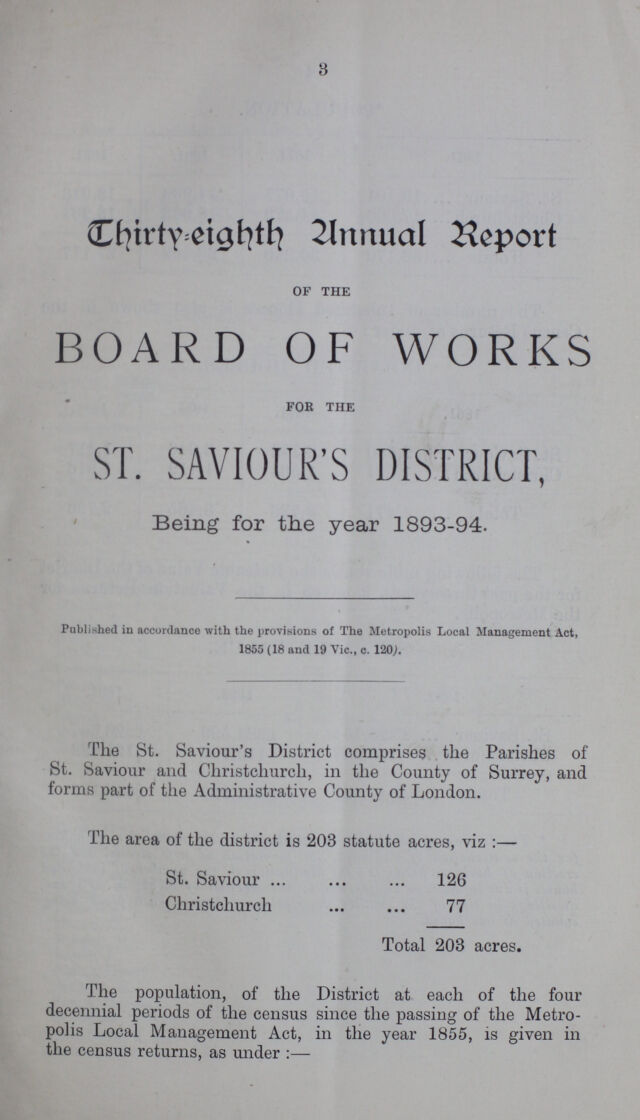 3
Thirty-eighth Annual Report
OF THE
BOARD OF WORKS
FOR THE
ST. SAVIOUR'S DISTRICT,
Being for the year 1893-94.
Published in accordance with the provisions of The Metropolis Local Management Act,
1855 (18 and 19 Vic., c. 120).
The St. Saviour's District comprises the Parishes of
St. Saviour and Christchurch, in the County of Surrey, and
forms part of the Administrative County of London.
The area of the district is 203 statute acres, viz :—
St. Saviour ... ... ... 126
Christchurch ... ... 77
Total 203 acres.
The population, of the District at each of the four
decennial periods of the census since the passing of the Metro-
polis Local Management Act, in the year 1855, is given in
the census returns, as under :—